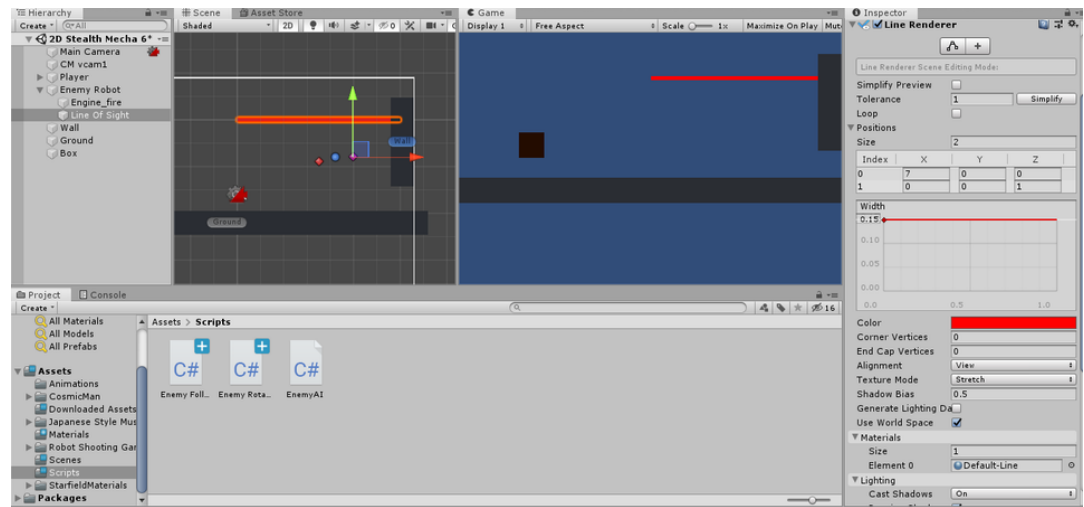 Hierarchy
Create
All
2D Stealth Mecha 6*
Main Camera
CM vcam1
Player
Enemy Robot
Engine_fire
Line Of Sight
Wall
Ground
Box
Scene
Asset Store
Shaded
2D
0
Wall
Ground
Game
Display 1
Free Aspect
Scale
1x
Maximize On Play
Mut
Inspector
Line Renderer
Line Renderer Scene Editing Mode:
Simplify Preview
Tolerance 1 Simplify
Loop
Positions
Size 2
Index X Y Z
0 7 0 0
1 0 0 1
Width
0.15
0.10
0.05
0.00
0.0 0.5 1.0
Color
Corner Vertices 0
End Cap Vertices 0
Alignment View
Texture Mode Stretch
Shadow Bias 0.5
Generate Lighting Da
Use World Space
Materials
Size 1
Element 0 Default-Line
Lighting
Cast Shadows On
Project
Console
Create
16
All Materials
All Models
All Prefabs
Assets
Animations
CosmicMan
Downloaded Assets
Japanese Style Mus
Materials
Robot Shooting Gar
Scenes
Scripts
StarfieldMaterials
Packages
Assets > Scripts
C# C# C#
Enemy Foll... Enemy Rota... EnemyAI